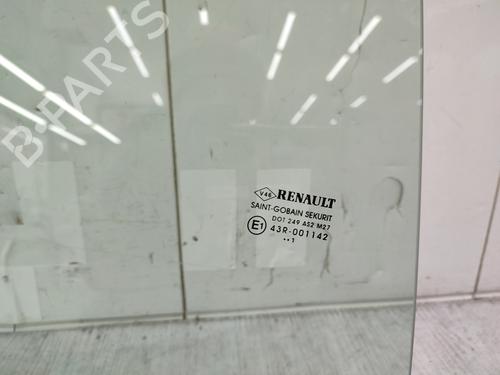 B-PARTS
V46 RENAULT
SAINT-GOBAIN SEKURIT
DOT 249 AS2 M27
E1 43R-001142
••1